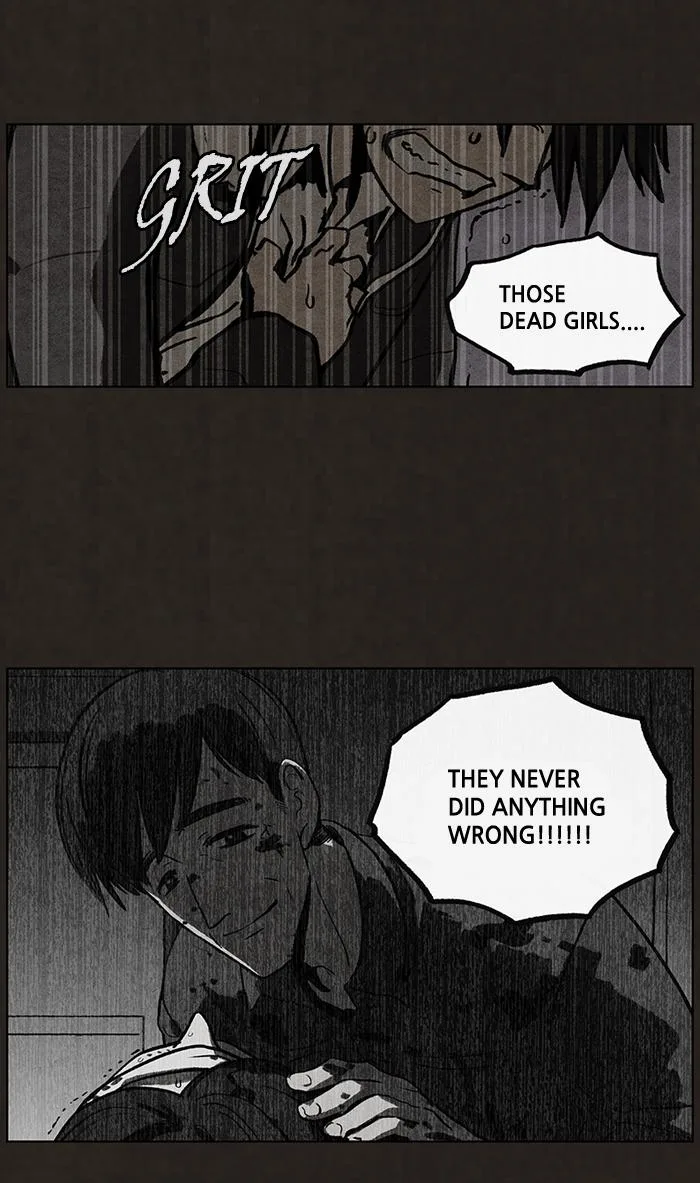 GRIT
THOSE
DEAD GIRLS....
THEY NEVER
DID ANYTHING
WRONG!!!!!!